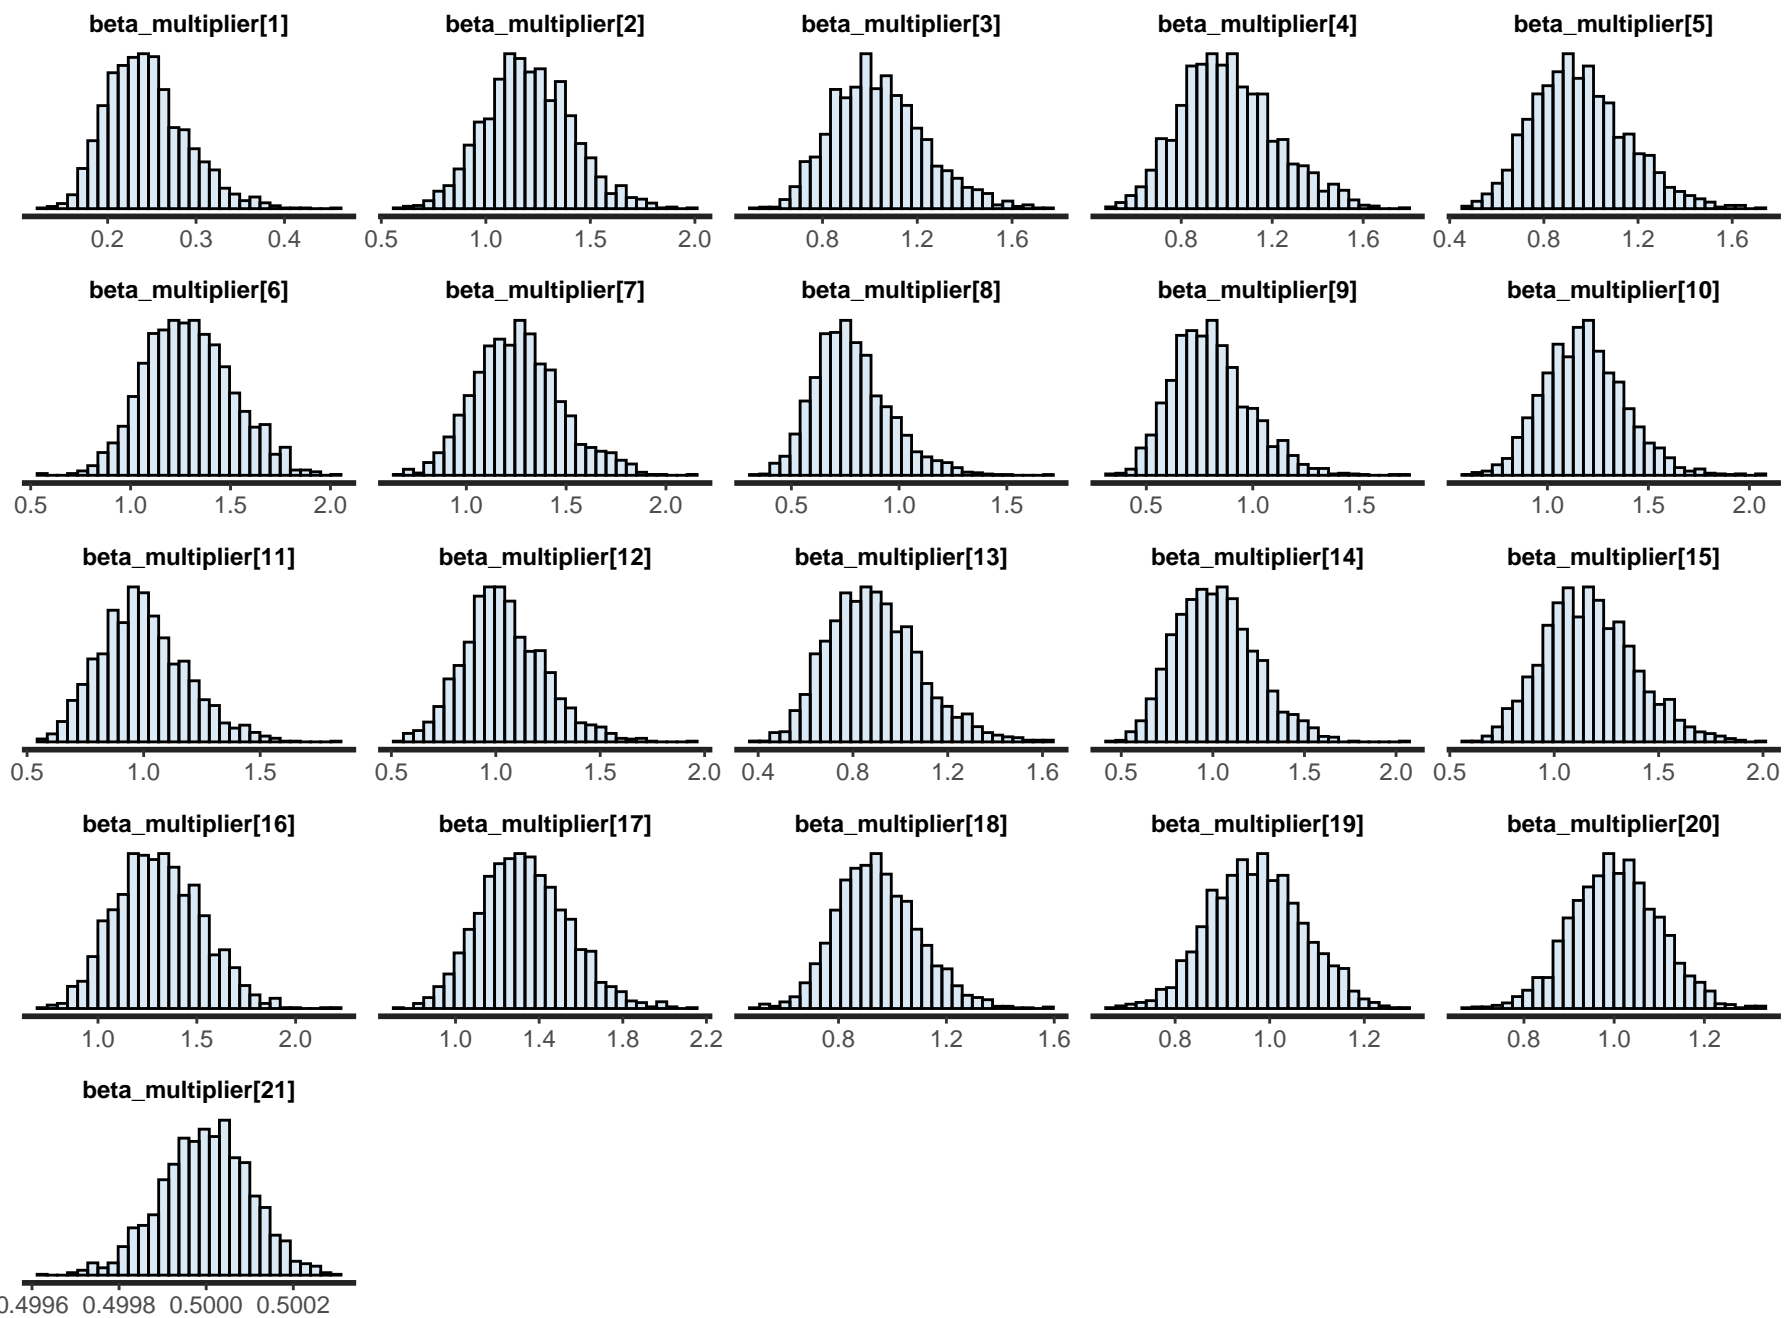 beta_multiplier[1] beta_multiplier[2] beta_multiplier[3] beta_multiplier[4] beta_multiplier[5]
0.2 0.3 0.4 0.5 1.0 1.5 2.0 0.8 1.2 1.6 0.8 1.2 1.6 0.4 0.8 1.2 1.6
beta_multiplier[6] beta_multiplier[7] beta_multiplier[8] beta_multiplier[9] beta_multiplier[10]
0.5 1.0 1.5 2.0 1.0 1.5 2.0 0.5 1.0 1.5 0.5 1.0 1.5 1.0 1.5 2.0
beta_multiplier[11] beta_multiplier[12] beta_multiplier[13] beta_multiplier[14] beta_multiplier[15]
0.5 1.0 1.5 0.5 1.0 1.5 2.0 0.4 0.8 1.2 1.6 0.5 1.0 1.5 2.0 0.5 1.0 1.5 2.0
beta_multiplier[16] beta_multiplier[17] beta_multiplier[18] beta_multiplier[19] beta_multiplier[20]
1.0 1.5 2.0 1.0 1.4 1.8 2.2 0.8 1.2 1.6 0.8 1.0 1.2 0.8 1.0 1.2
beta_multiplier[21]
0.4996 0.4998 0.5000 0.5002